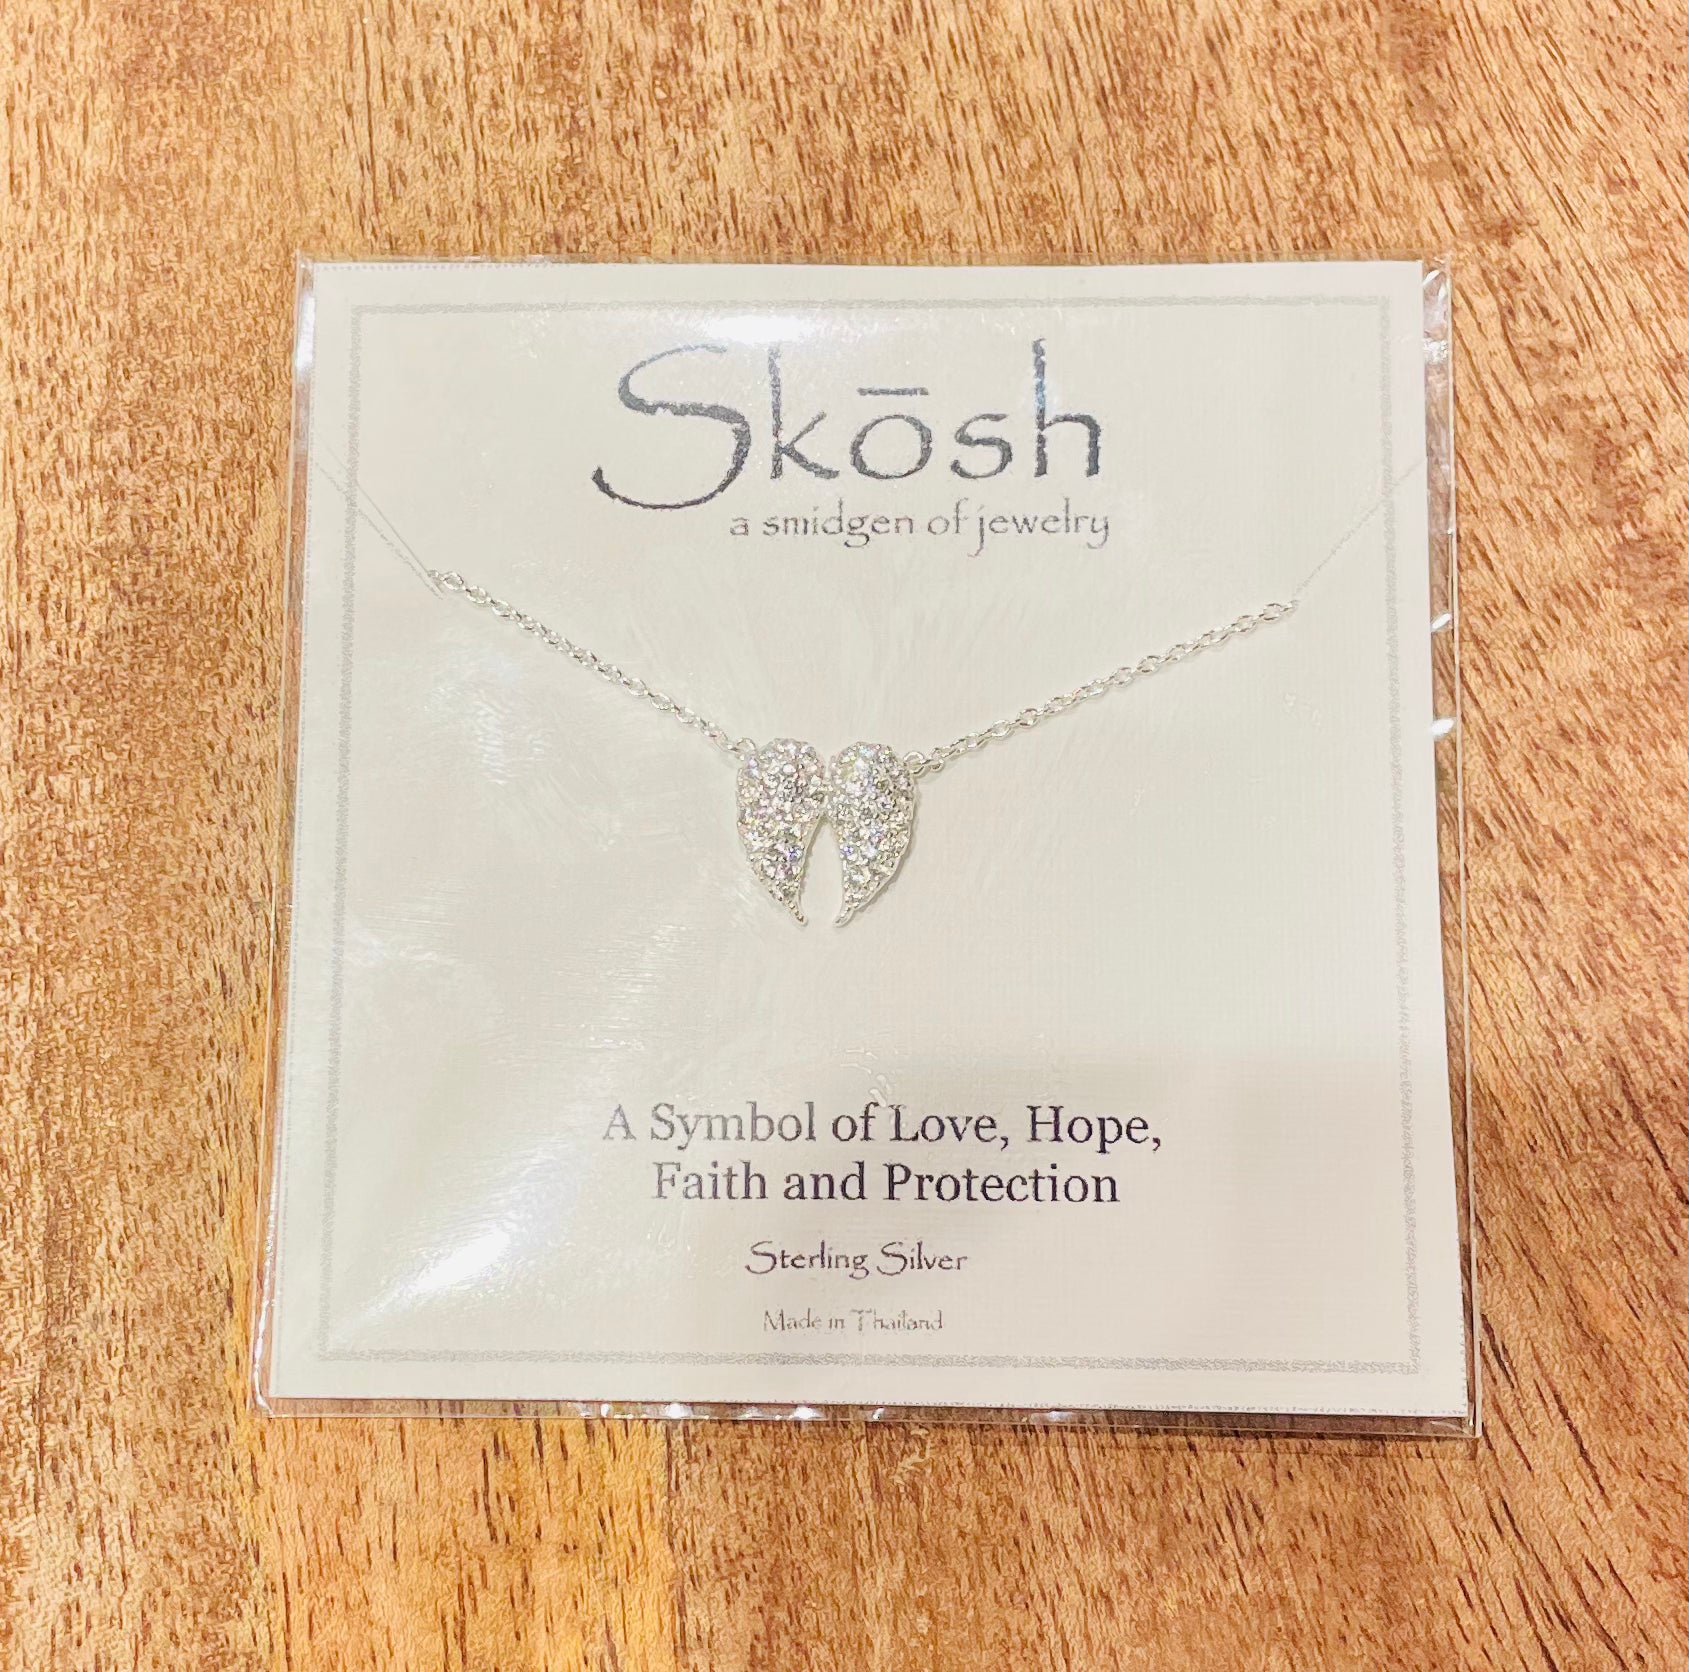 Skōsh
a smidgen of jewelry
A Symbol of Love, Hope,
Faith and Protection
Sterling Silver
Made in Thailand